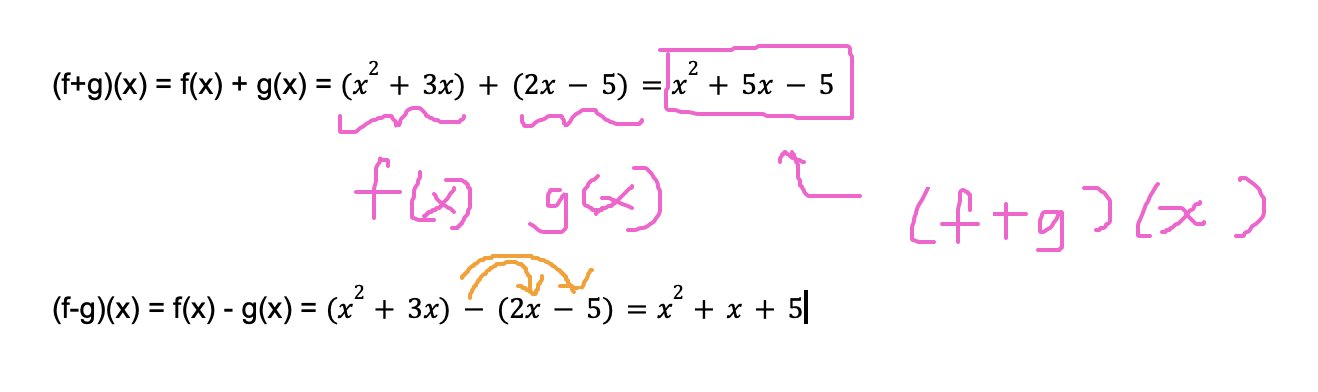 (f+g)(x) = f(x) + g(x) = (x² + 3x) + (2x − 5) = x² + 5x − 5
f(x) g(x) (f+g)(x)
(f-g)(x) = f(x) - g(x) = (x² + 3x) − (2x − 5) = x² + x + 5